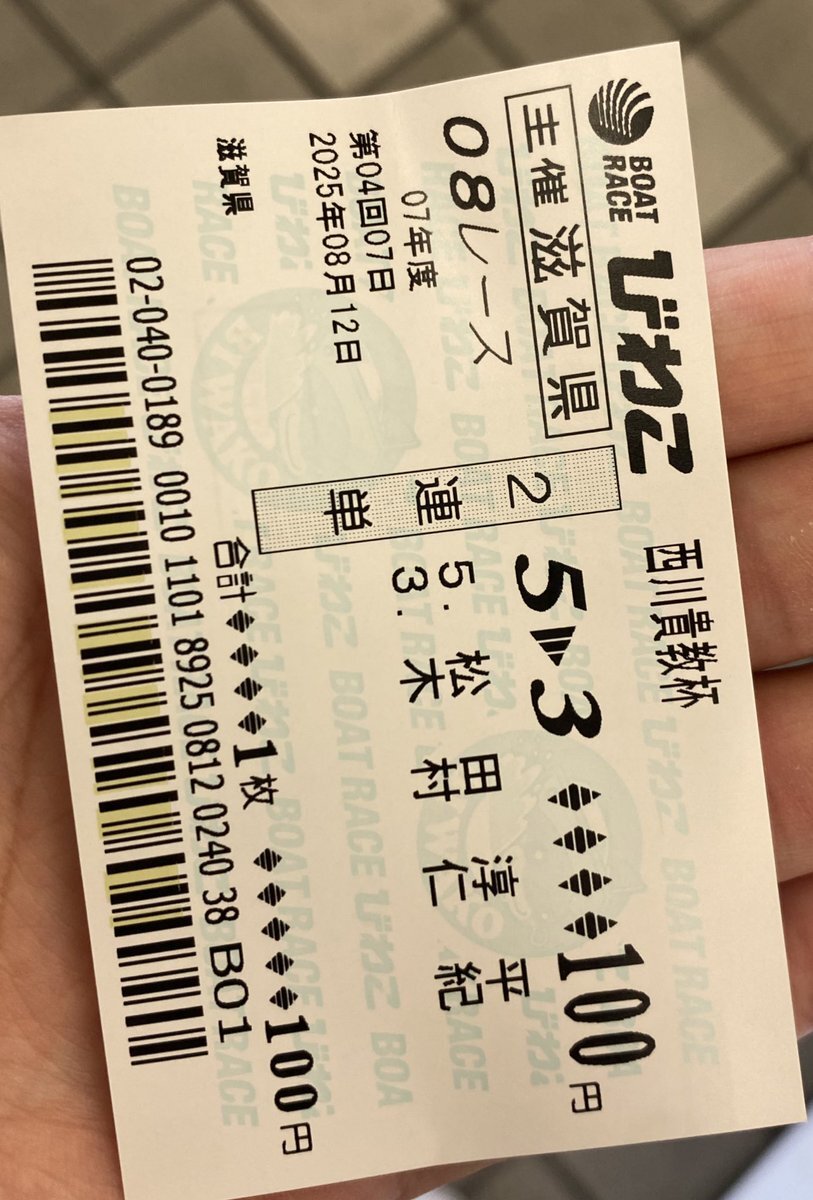 BOAT RACE びわこ 西川貴教杯
主催滋賀県
08レース
07年度
第04回07日
2025年08月12日
滋賀県
2連単
5▶3 100円
5. 松田淳平
3. 木村仁紀
合計 1枚 100円
02-040-0189 0010 1101 8925 0812 0240 38 B01